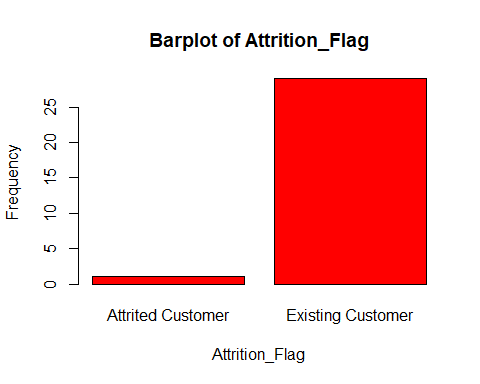 Barplot of Attrition_Flag
Frequency
25
20
15
10
5
0
Attrited Customer
Existing Customer
Attrition_Flag